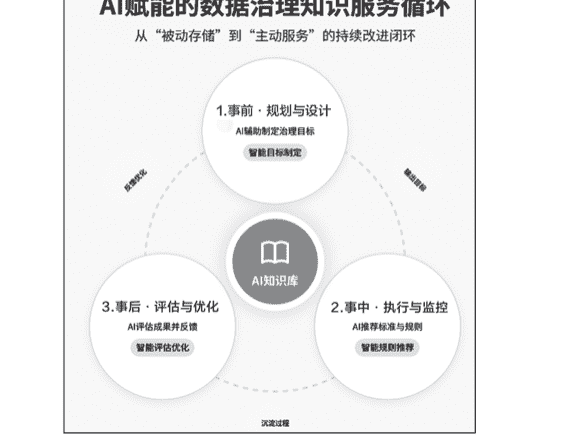 AI赋能的数据治理知识服务循环
从“被动存储”到“主动服务”的持续改进闭环
1.事前 · 规划与设计
AI辅助制定治理目标
智能目标制定
反馈优化
输出目标
AI知识库
3.事后 · 评估与优化
AI评估成果并反馈
智能评估优化
2.事中 · 执行与监控
AI推荐标准与规则
智能规则推荐
沉流过程